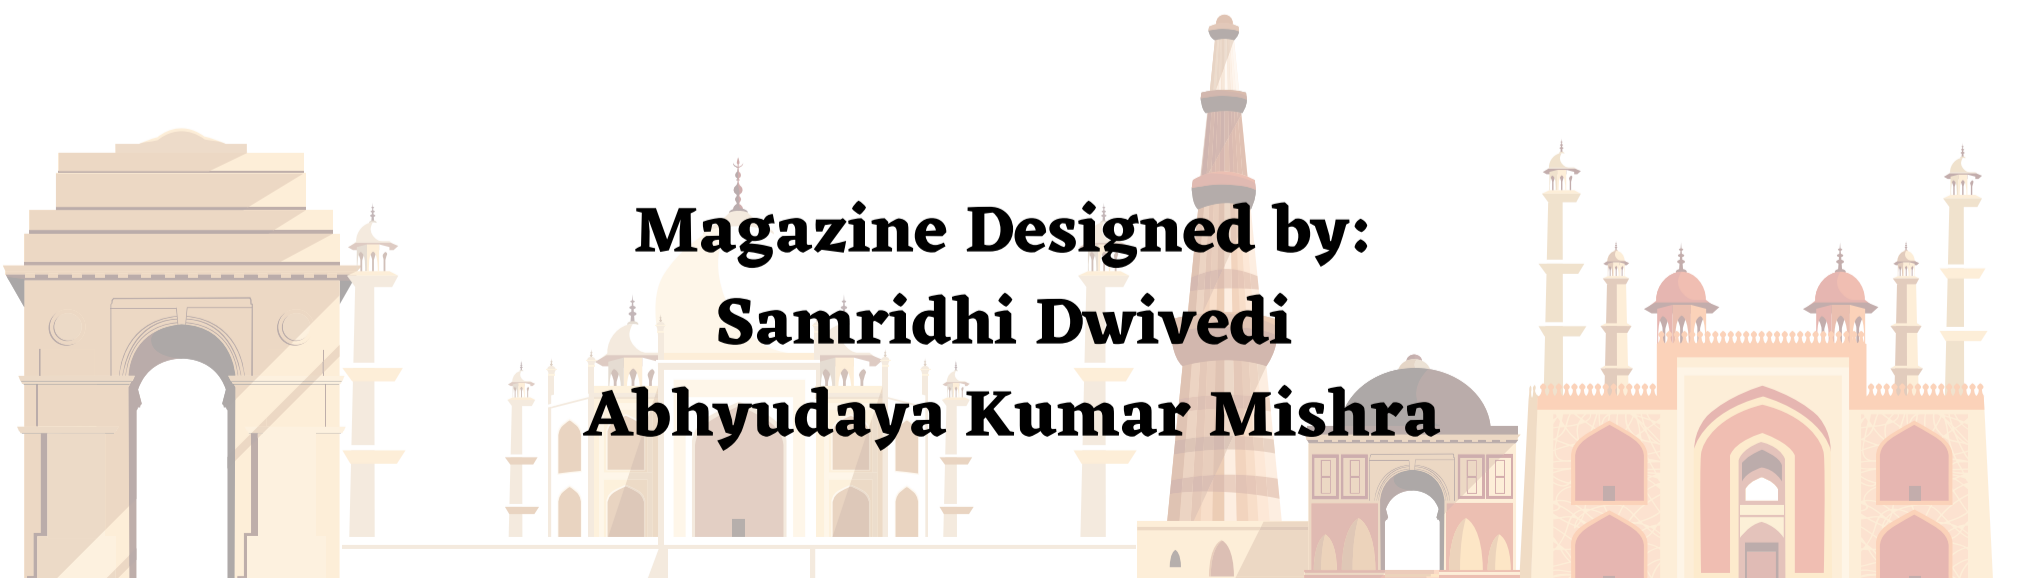 Magazine Designed by:
Samridhi Dwivedi
Abhyudaya Kumar Mishra